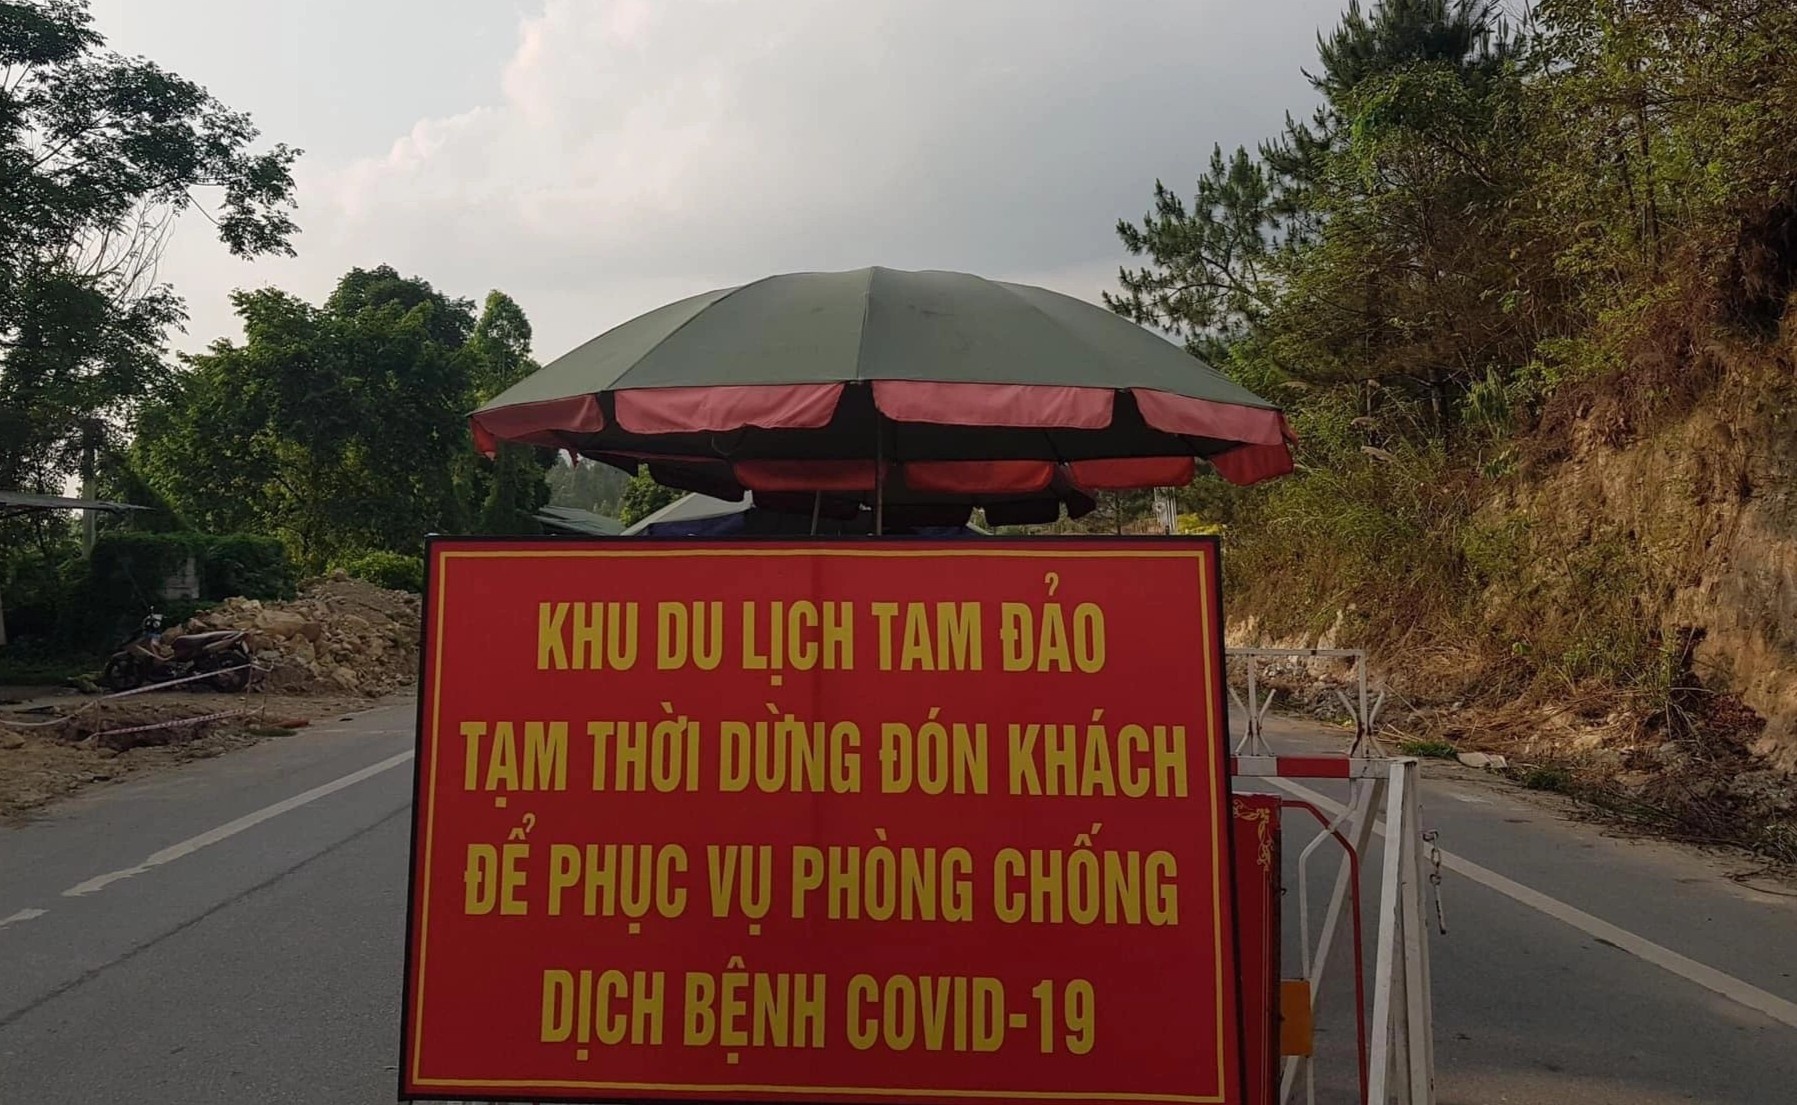 KHU DU LỊCH TAM ĐẢO
TẠM THỜI DỪNG ĐÓN KHÁCH
ĐỂ PHỤC VỤ PHÒNG CHỐNG
DỊCH BỆNH COVID-19